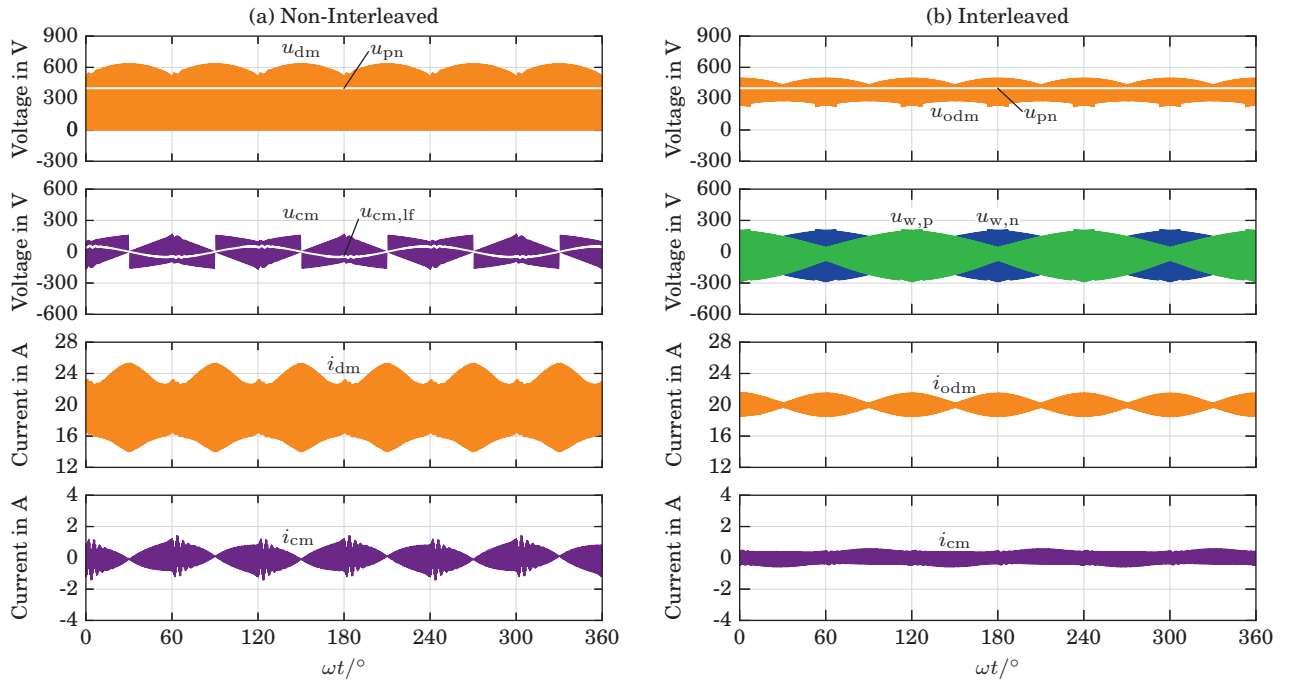 (a) Non-Interleaved
Voltage in V
900
600
300
0
-300
u_dm
u_pn
Voltage in V
600
300
0
-300
-600
u_cm
u_cm,lf
Current in A
28
24
20
16
12
i_dm
Current in A
4
2
0
-2
-4
i_cm
0 60 120 180 240 300 360
ωt/°
(b) Interleaved
Voltage in V
900
600
300
0
-300
u_odm
u_pn
Voltage in V
600
300
0
-300
-600
u_w,p
u_w,n
Current in A
28
24
20
16
12
i_odm
Current in A
4
2
0
-2
-4
i_cm
0 60 120 180 240 300 360
ωt/°